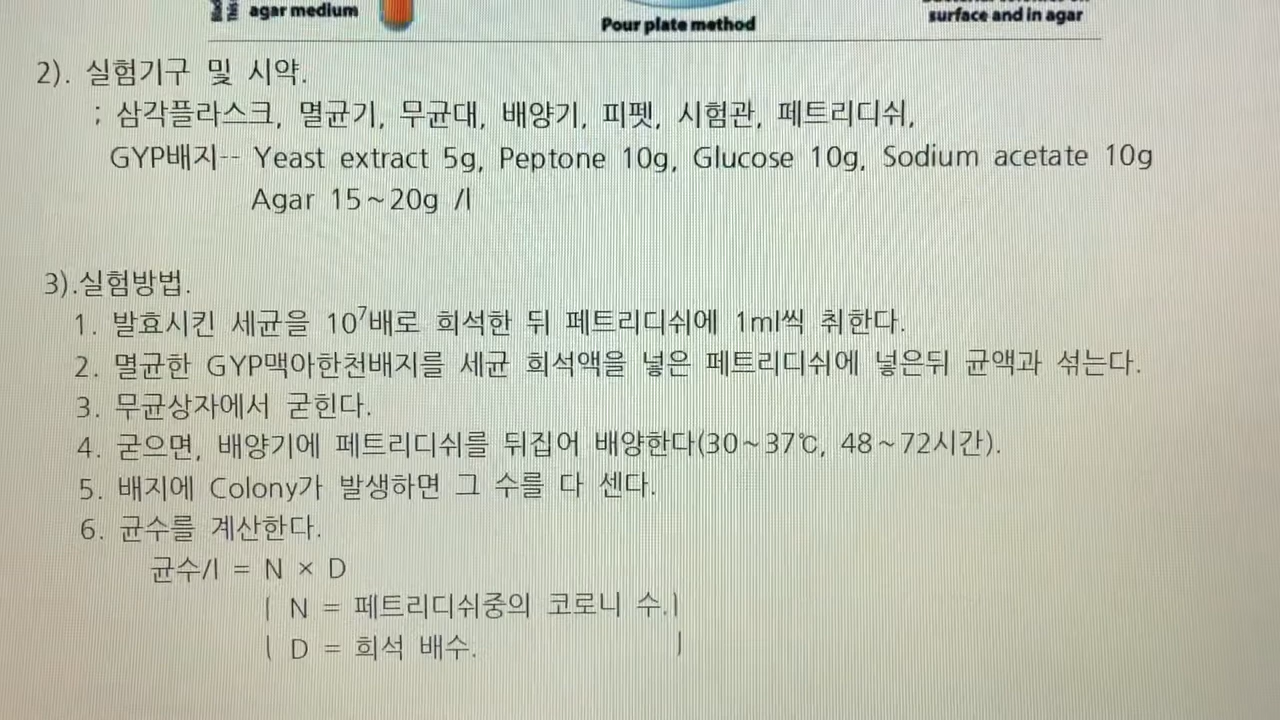 agar medium
Pour plate method
surface and in agar
2). 실험기구 및 시약.
; 삼각플라스크, 멸균기, 무균대, 배양기, 피펫, 시험관, 페트리디쉬,
GYP배지-- Yeast extract 5g, Peptone 10g, Glucose 10g, Sodium acetate 10g
Agar 15~20g /l
3).실험방법.
1. 발효시킨 세균을 10⁷배로 희석한 뒤 페트리디쉬에 1ml씩 취한다.
2. 멸균한 GYP맥아한천배지를 세균 희석액을 넣은 페트리디쉬에 넣은뒤 균액과 섞는다.
3. 무균상자에서 굳힌다.
4. 굳으면, 배양기에 페트리디쉬를 뒤집어 배양한다(30~37℃, 48~72시간).
5. 배지에 Colony가 발생하면 그 수를 다 센다.
6. 균수를 계산한다.
균수/l = N × D
N = 페트리디쉬중의 코로니 수.
D = 희석 배수.